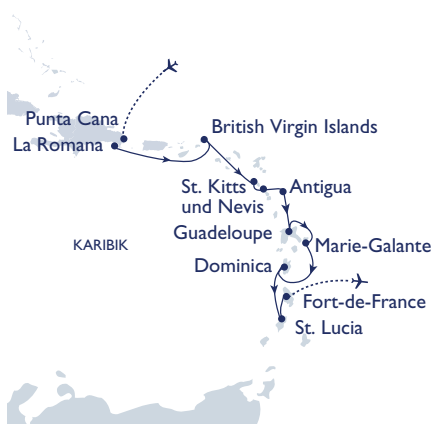 Punta Cana
La Romana
British Virgin Islands
St. Kitts
und Nevis
Antigua
Guadeloupe
Marie-Galante
KARIBIK
Dominica
Fort-de-France
St. Lucia